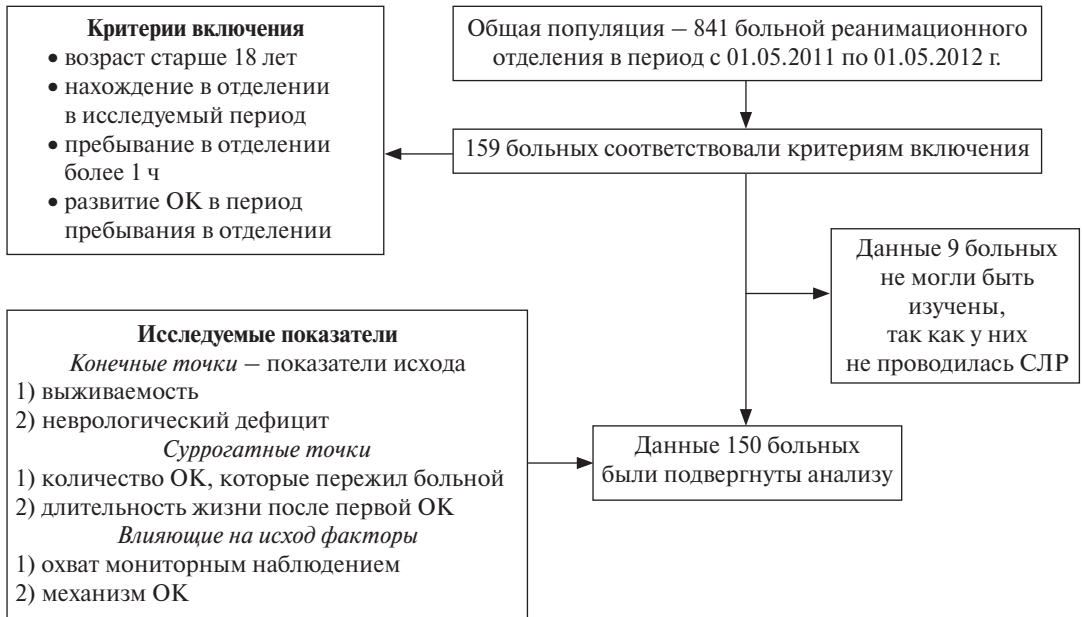 Критерии включения
• возраст старше 18 лет
• нахождение в отделении
в исследуемый период
• пребывание в отделении
более 1 ч
• развитие ОК в период
пребывания в отделении
Общая популяция – 841 больной реанимационного
отделения в период с 01.05.2011 по 01.05.2012 г.
159 больных соответствовали критериям включения
Данные 9 больных
не могли быть
изучены,
так как у них
не проводилась СЛР
Исследуемые показатели
Конечные точки – показатели исхода
1) выживаемость
2) неврологический дефицит
Суррогатные точки
1) количество ОК, которые пережил больной
2) длительность жизни после первой ОК
Влияющие на исход факторы
1) охват мониторным наблюдением
2) механизм ОК
Данные 150 больных
были подвергнуты анализу